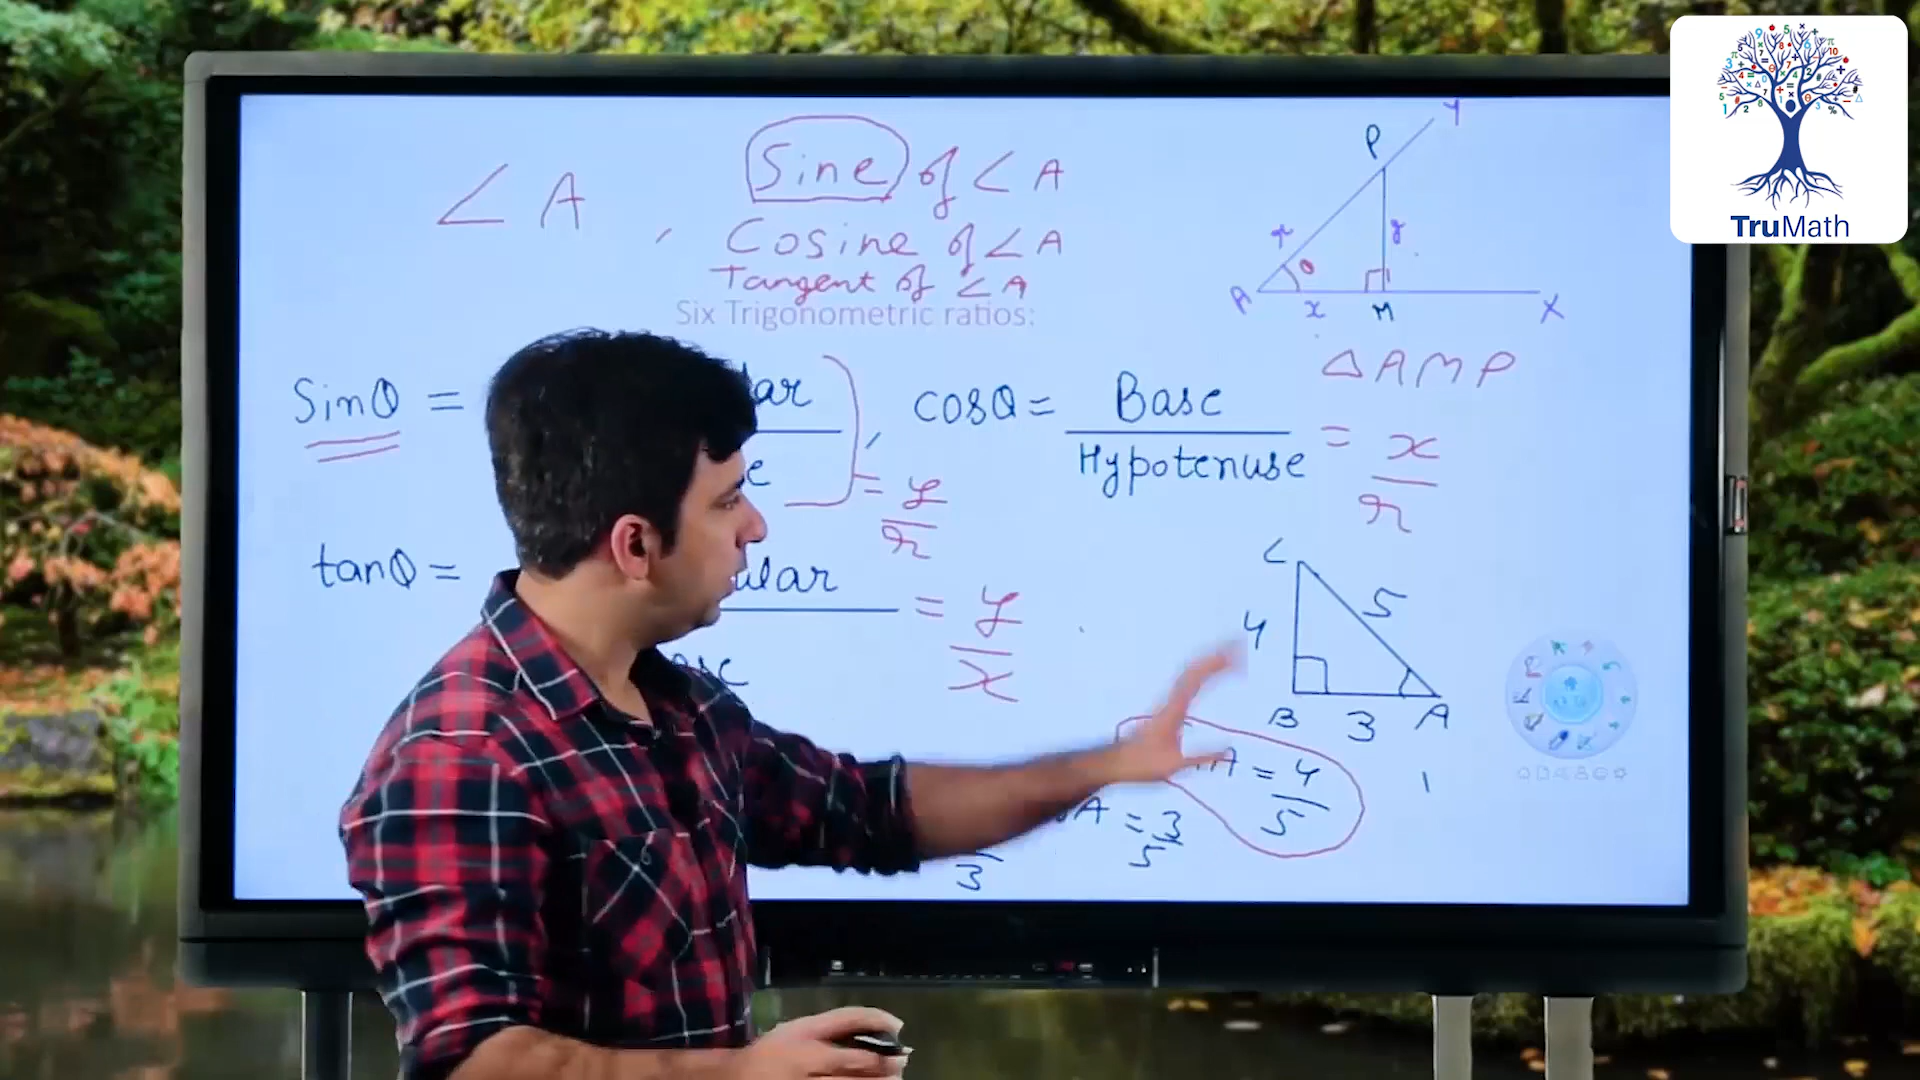 TruMath
∠A , Sine of ∠A
Cosine of ∠A
Tangent of ∠A
Six Trigonometric ratios:
Y
P
r
y
θ
A x M X
△AMP
Sinθ =
= y/r
, cosθ = Base/Hypotenuse = x/r
tanθ =
= y/x
C
4
5
B 3 A
A = 4/5
A = 3/5
3